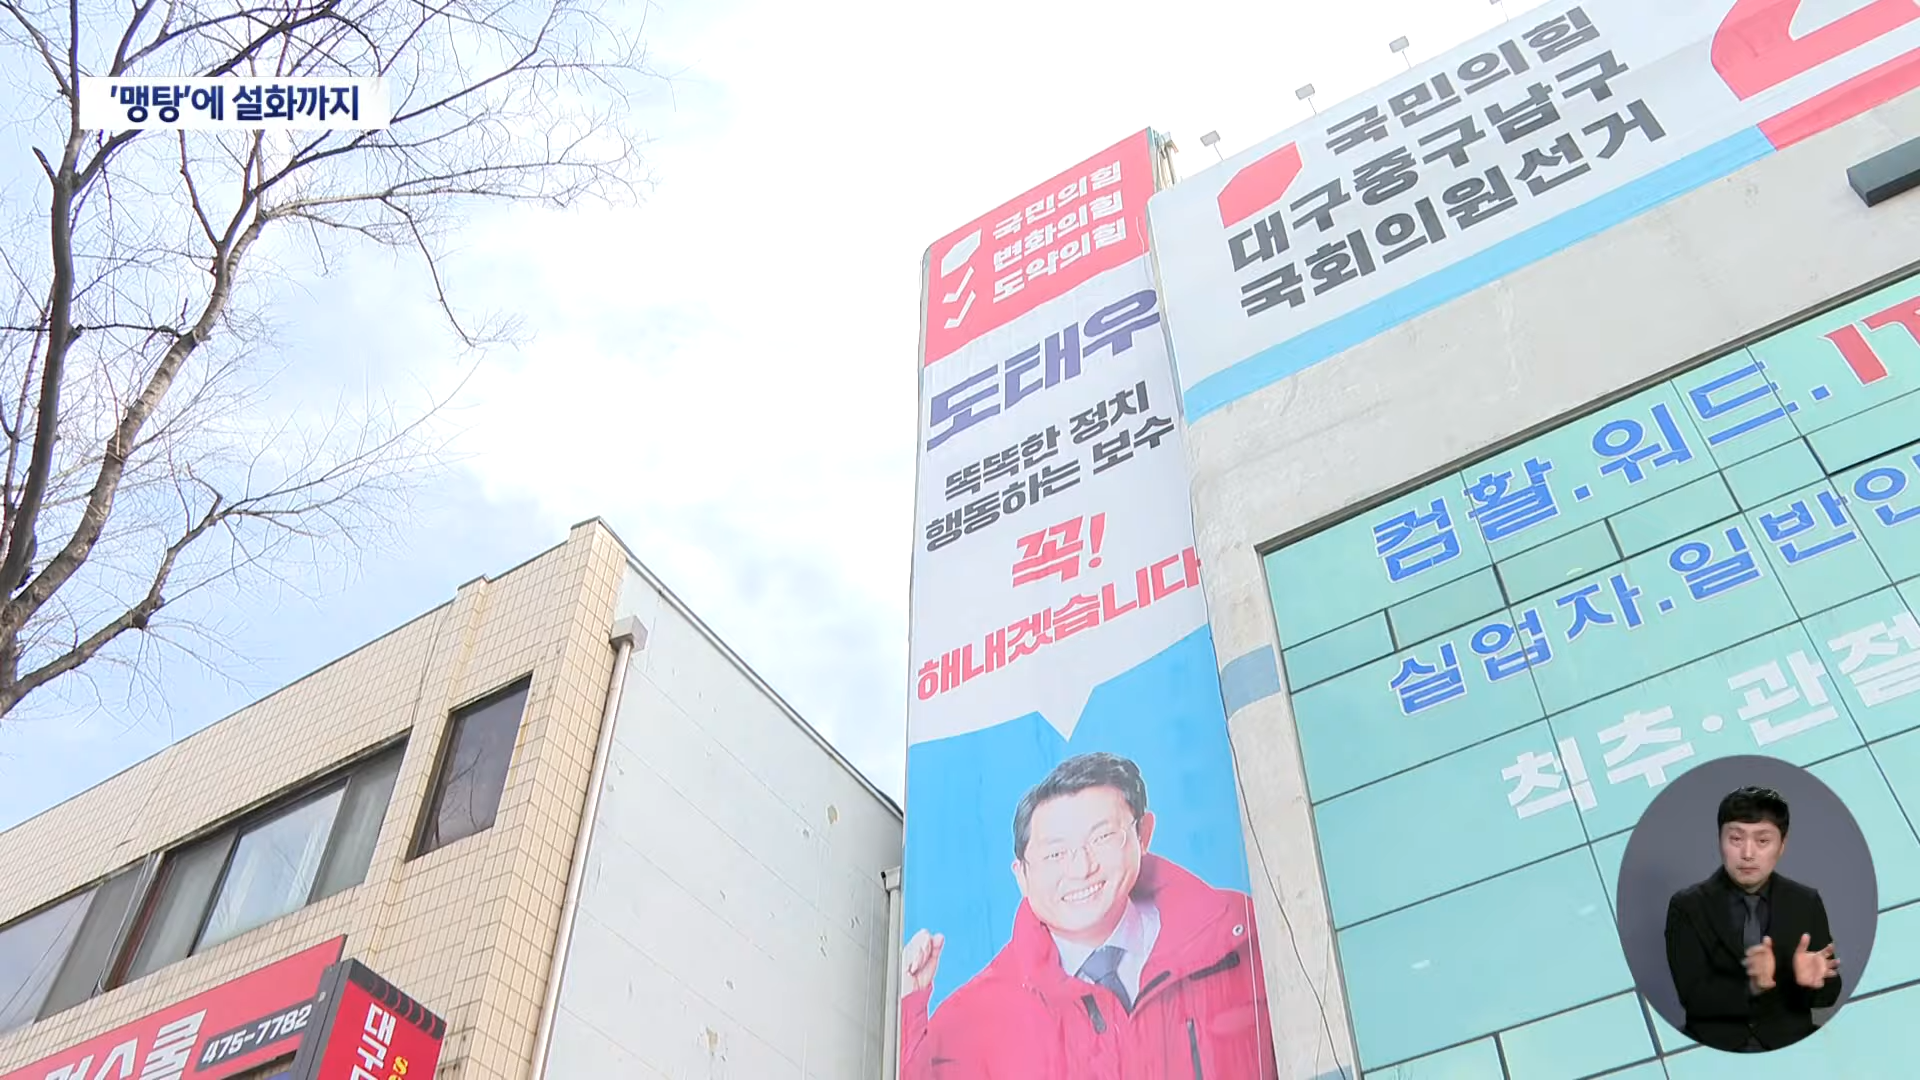 '맹탕'에 설화까지
국민의힘
변화의힘
도약의힘
도태우
똑똑한 정치
행동하는 보수
꼭!
해내겠습니다
국민의힘
대구중구남구
국회의원선거
컴활.워드.IT
실업자.일반인
척추·관절
475-7782
대구